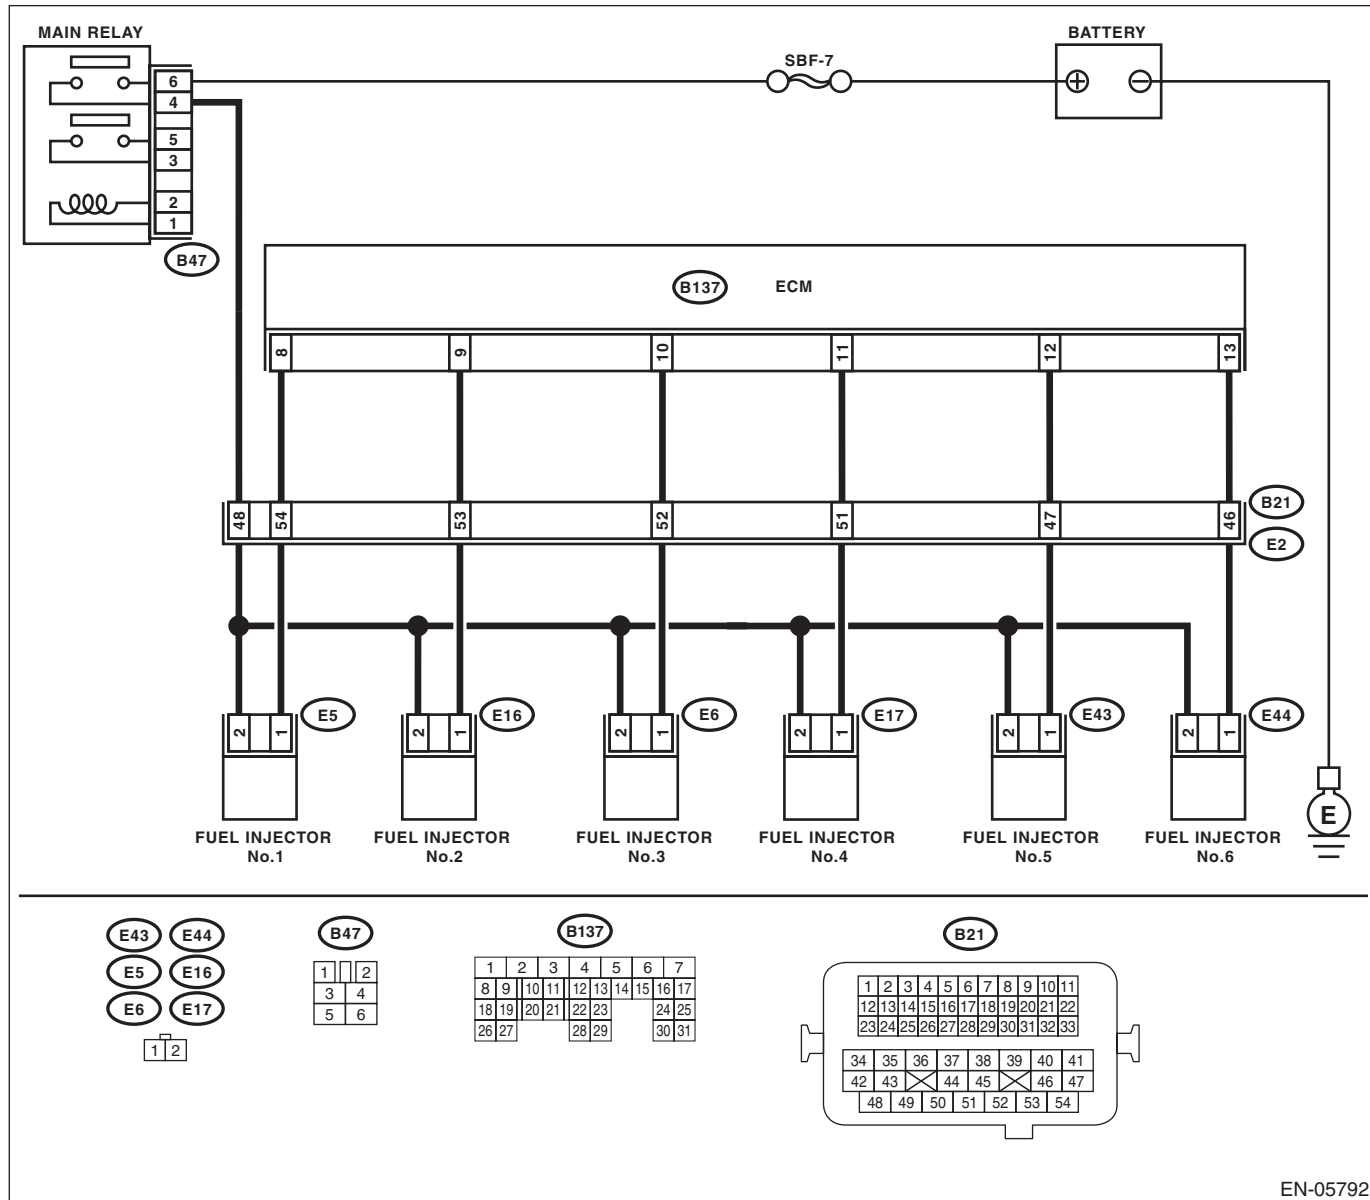 MAIN RELAY
BATTERY
SBF-7
6
4
5
3
2
1
B47
B137 ECM
8 9 10 11 12 13
48 54 53 52 51 47 46
B21
E2
E5 E16 E6 E17 E43 E44
2 1 2 1 2 1 2 1 2 1 2 1
E
FUEL INJECTOR No.1
FUEL INJECTOR No.2
FUEL INJECTOR No.3
FUEL INJECTOR No.4
FUEL INJECTOR No.5
FUEL INJECTOR No.6
E43 E44
E5 E16
E6 E17
1 2
B47
1 2
3 4
5 6
B137
1 2 3 4 5 6 7
8 9 10 11 12 13 14 15 16 17
18 19 20 21 22 23 24 25
26 27 28 29 30 31
B21
1 2 3 4 5 6 7 8 9 10 11
12 13 14 15 16 17 18 19 20 21 22
23 24 25 26 27 28 29 30 31 32 33
34 35 36 37 38 39 40 41
42 43 44 45 46 47
48 49 50 51 52 53 54
EN-05792